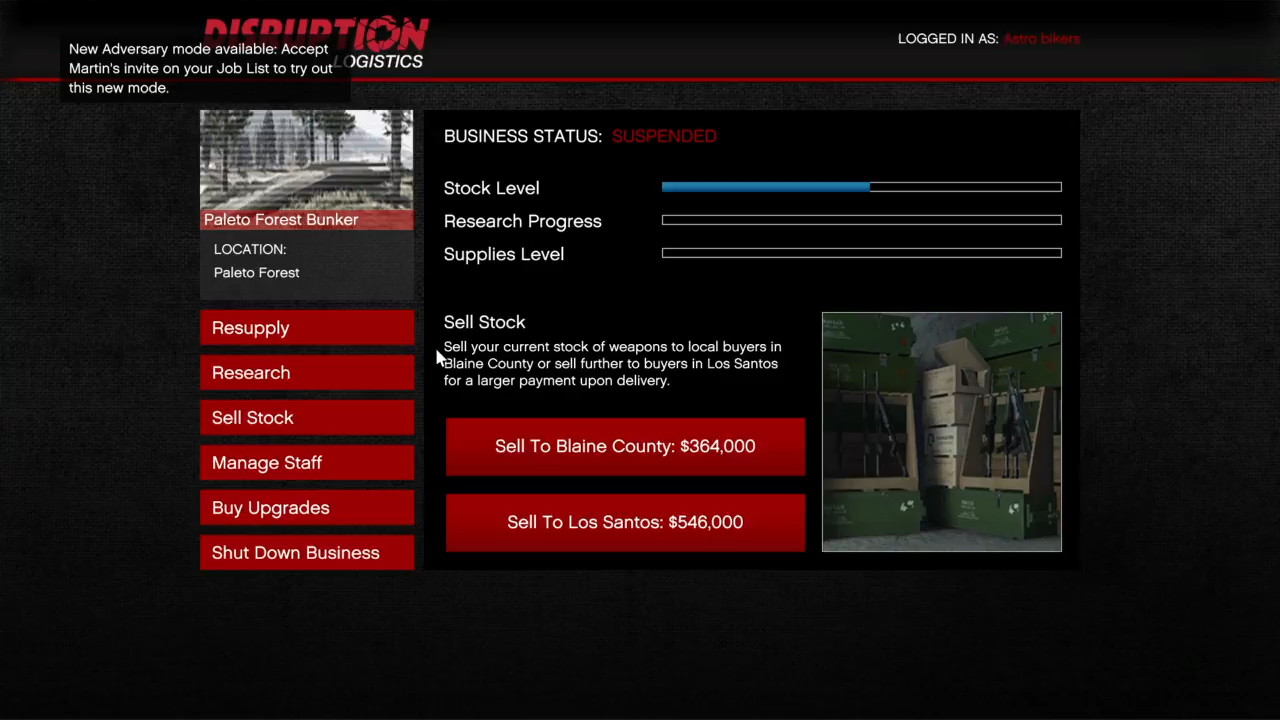 DISRUPTION
LOGISTICS
New Adversary mode available: Accept
Martin's invite on your Job List to try out
this new mode.
LOGGED IN AS: Astro bikers
Paleto Forest Bunker
LOCATION:
Paleto Forest
Resupply
Research
Sell Stock
Manage Staff
Buy Upgrades
Shut Down Business
BUSINESS STATUS: SUSPENDED
Stock Level
Research Progress
Supplies Level
Sell Stock
Sell your current stock of weapons to local buyers in
Blaine County or sell further to buyers in Los Santos
for a larger payment upon delivery.
Sell To Blaine County: $364,000
Sell To Los Santos: $546,000